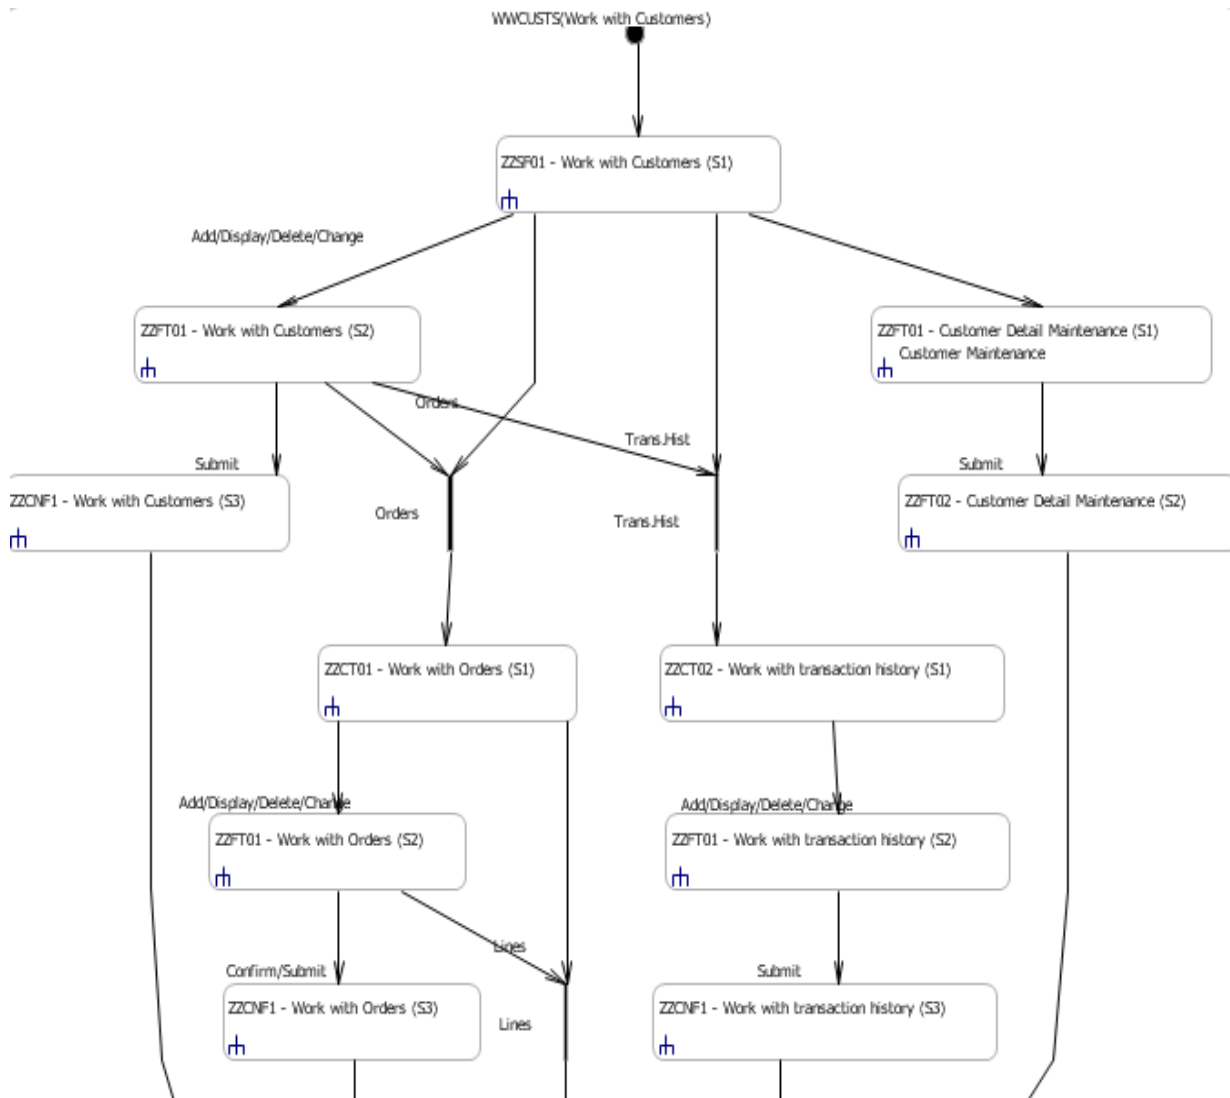 WWCUSTS(Work with Customers)
ZZSF01 - Work with Customers (S1)
Add/Display/Delete/Change
ZZFT01 - Work with Customers (S2)
ZZFT01 - Customer Detail Maintenance (S1)
Customer Maintenance
Orders
Trans.Hist
Submit
Submit
ZZCNF1 - Work with Customers (S3)
ZZFT02 - Customer Detail Maintenance (S2)
Orders
Trans.Hist
ZZCT01 - Work with Orders (S1)
ZZCT02 - Work with transaction history (S1)
Add/Display/Delete/Change
Add/Display/Delete/Change
ZZFT01 - Work with Orders (S2)
ZZFT01 - Work with transaction history (S2)
Lines
Confirm/Submit
Submit
ZZCNF1 - Work with Orders (S3)
Lines
ZZCNF1 - Work with transaction history (S3)